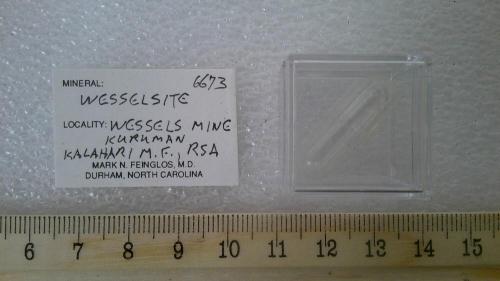 MINERAL: 6673
WESSELSITE
LOCALITY: WESSELS MINE
KURUMAN
KALAHARI M.F., RSA
MARK N. FEINGLOS, M.D.
DURHAM, NORTH CAROLINA
6 7 8 9 10 11 12 13 14 15